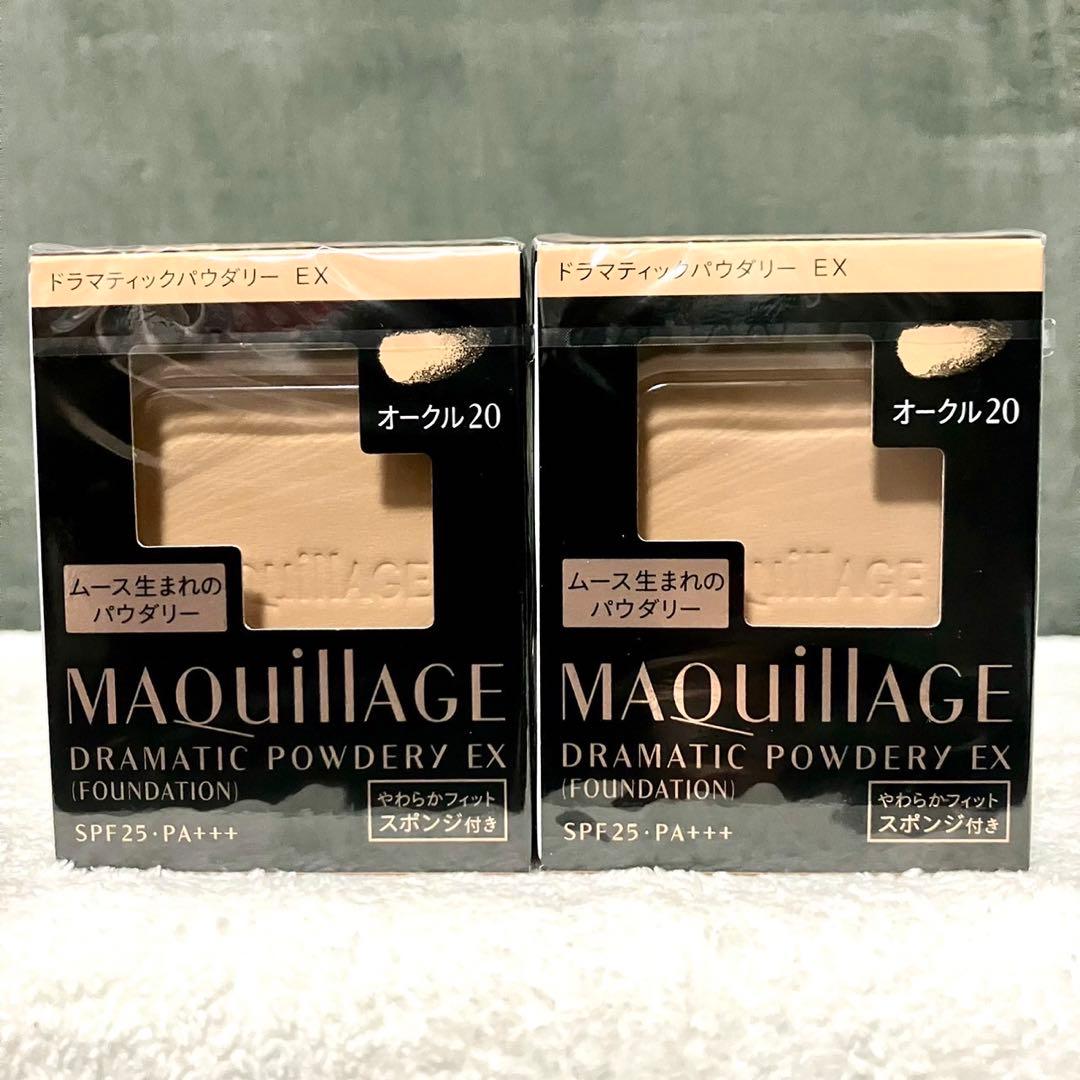 ドラマティックパウダリー EX
オークル20
ムース生まれの
パウダリー
QuillAGE
MAQuillAGE
DRAMATIC POWDERY EX
(FOUNDATION)
SPF25・PA+++
やわらかフィット
スポンジ付き
ドラマティックパウダリー EX
オークル20
ムース生まれの
パウダリー
QuillAGE
MAQuillAGE
DRAMATIC POWDERY EX
(FOUNDATION)
SPF25・PA+++
やわらかフィット
スポンジ付き